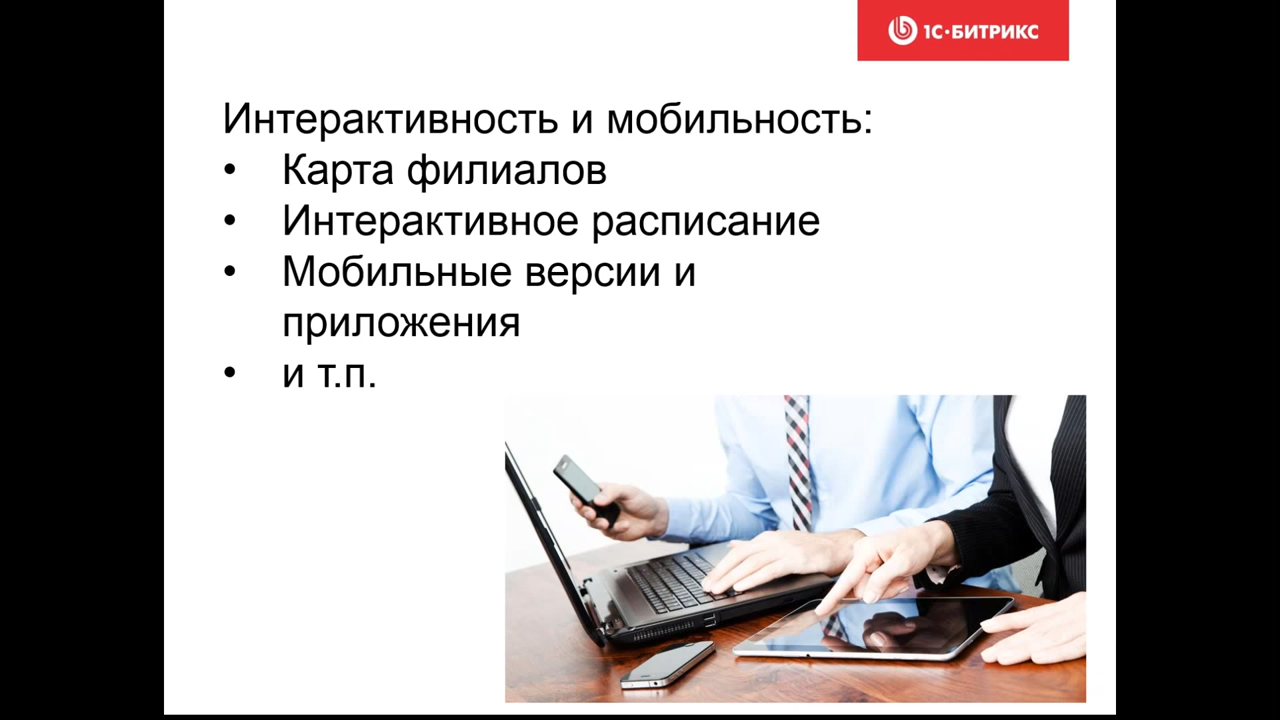 1С·БИТРИКС
Интерактивность и мобильность:
• Карта филиалов
• Интерактивное расписание
• Мобильные версии и
приложения
• и т.п.